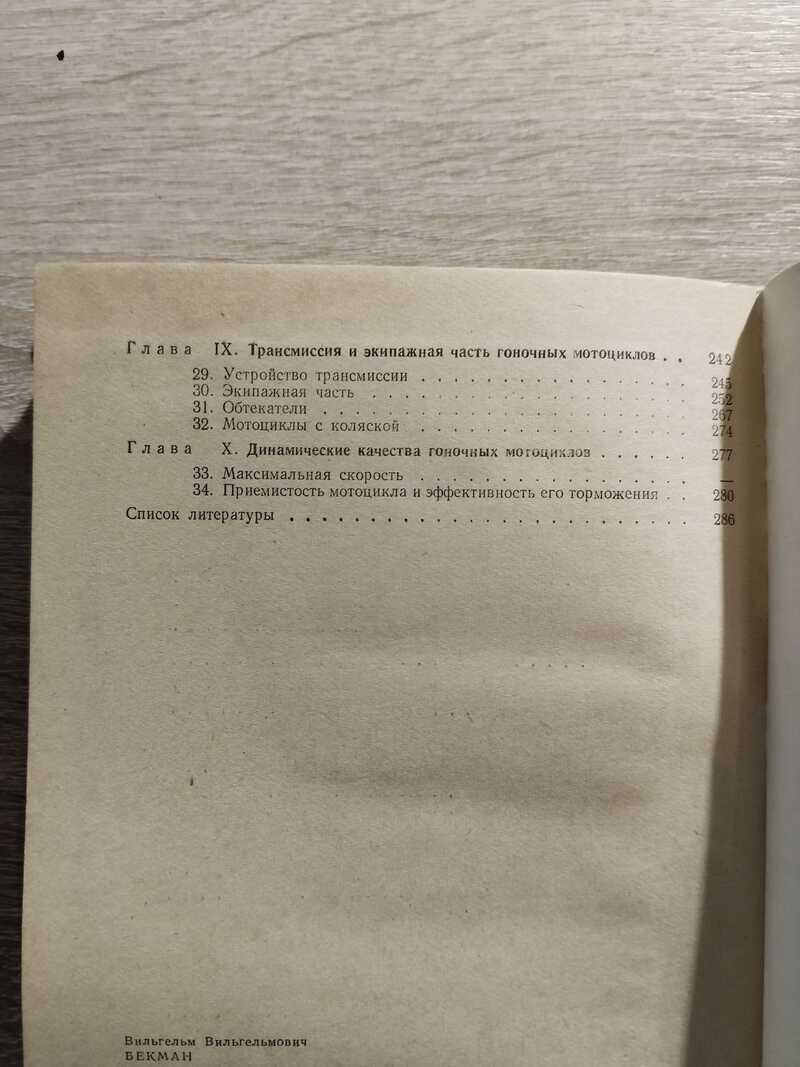 Глава IX. Трансмиссия и экипажная часть гоночных мотоциклов . . 242
29. Устройство трансмиссии . . . . . . . . . . . . . . . . 245
30. Экипажная часть . . . . . . . . . . . . . . . . . . 252
31. Обтекатели . . . . . . . . . . . . . . . . . . . . 267
32. Мотоциклы с коляской . . . . . . . . . . . . . . . . 274
Глава X. Динамические качества гоночных мотоциклов . . . . . . 277
33. Максимальная скорость . . . . . . . . . . . . . . . . —
34. Приемистость мотоцикла и эффективность его торможения . . 280
Список литературы . . . . . . . . . . . . . . . . . . . . . . 286
Вильгельм Вильгельмович
БЕКМАН